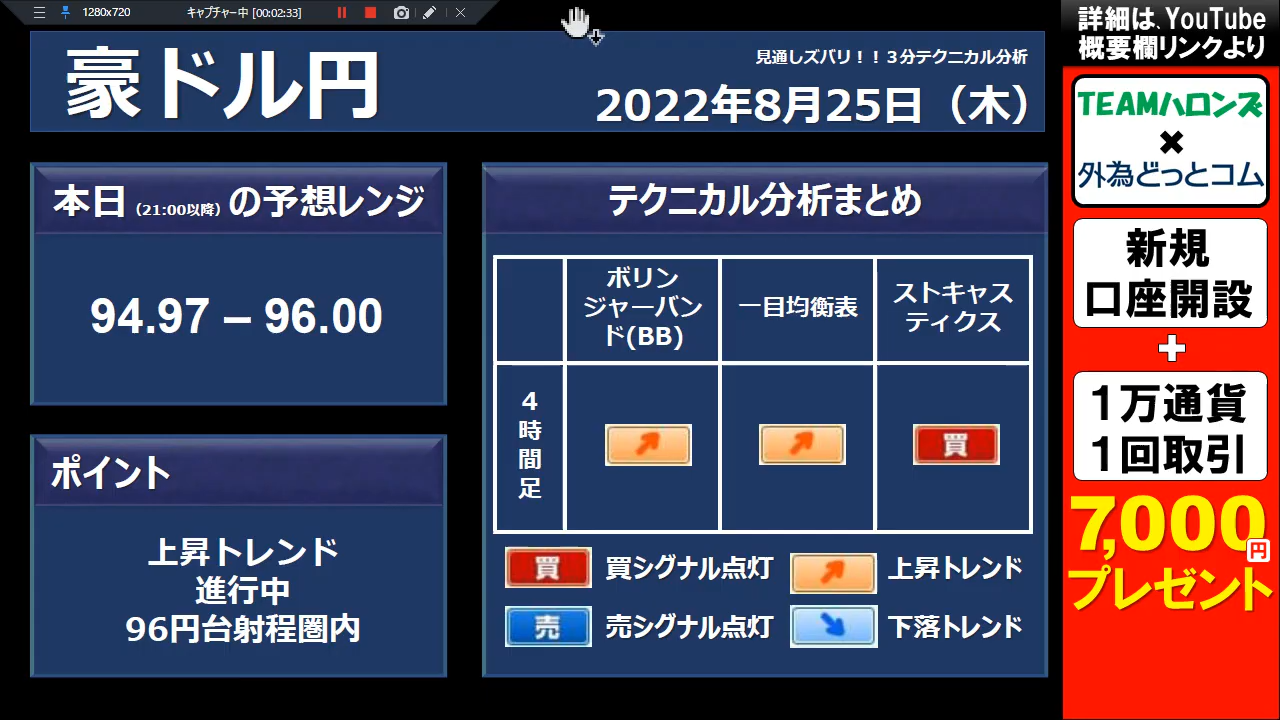 1280x720
キャプチャー中 [00:02:33]
豪ドル円
見通しズバリ！！３分テクニカル分析
2022年8月25日（木）
本日（21:00以降）の予想レンジ
94.97 – 96.00
ポイント
上昇トレンド
進行中
96円台射程圏内
テクニカル分析まとめ
ボリン
ジャーバン
ド(BB)
一目均衡表
ストキャス
ティクス
４
時
間
足
買
買 買シグナル点灯
上昇トレンド
売 売シグナル点灯
下落トレンド
詳細は、YouTube
概要欄リンクより
TEAMハロンズ
×
外為どっとコム
新規
口座開設
+
１万通貨
１回取引
7,000円
プレゼント